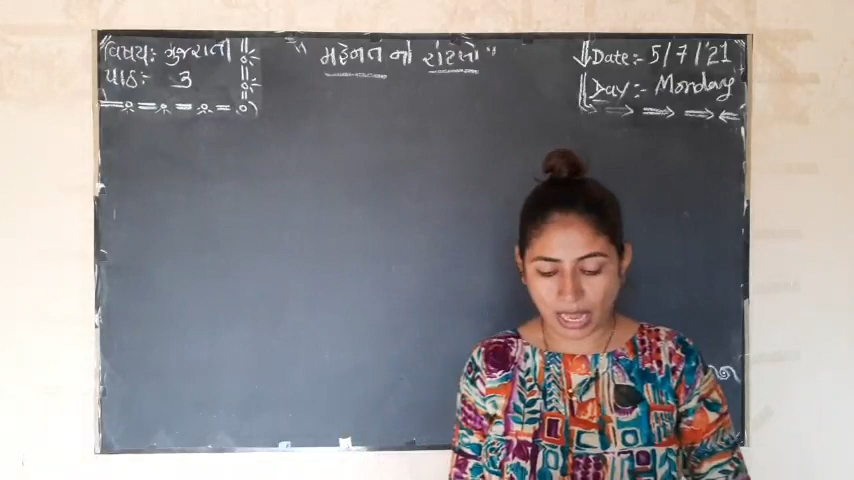 વિષય: ગુજરાતી
પાઠ:- 3
" મહેનત નો રોટલો "
Date:- 5/7/21
Day:- Monday